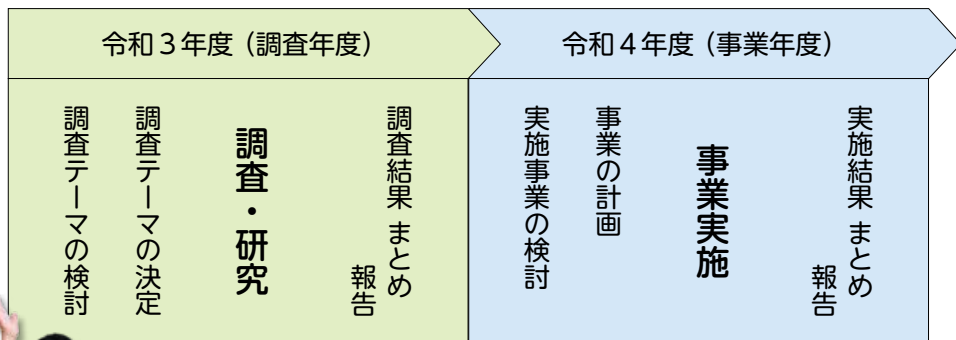 令和３年度（調査年度）
調査テーマの検討
調査テーマの決定
調査・研究
調査結果 まとめ
報告
令和４年度（事業年度）
実施事業の検討
事業の計画
事業実施
実施結果 まとめ
報告